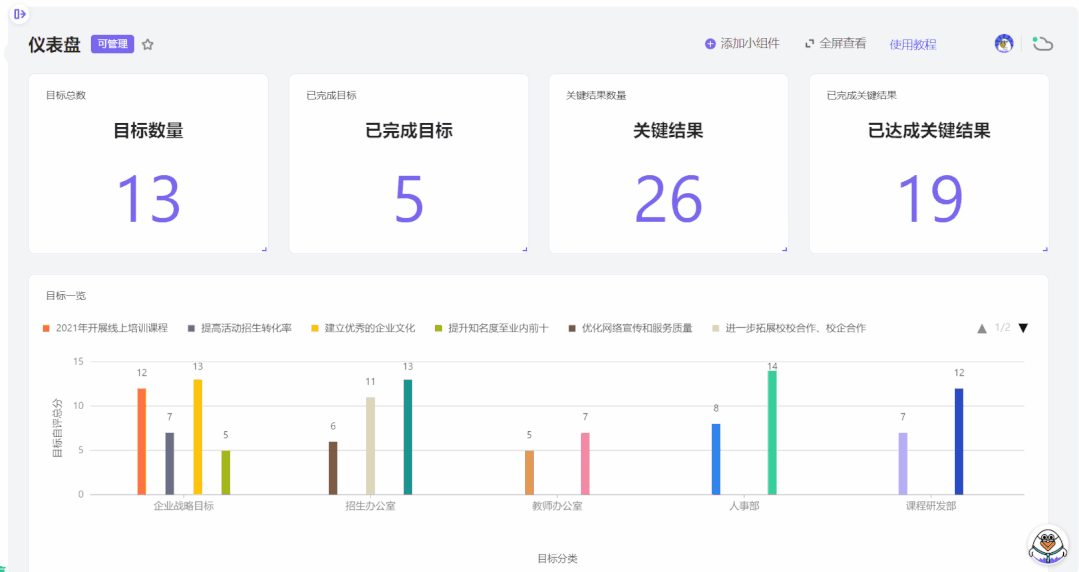 仪表盘 可管理 添加小组件 全屏查看 使用教程
目标总数 已完成目标 关键结果数量 已完成关键结果
目标数量 已完成目标 关键结果 已达成关键结果
13 5 26 19
目标一览
2021年开展线上培训课程 提高活动招生转化率 建立优秀的企业文化 提升知名度至业内前十 优化网络宣传和服务质量 进一步拓展校校合作、校企合作 1/2
目标自评总分
15
10
5
0
12 7 13 5 6 11 13 5 7 8 14 7 12
企业战略目标 招生办公室 教师办公室 人事部 课程研发部
目标分类